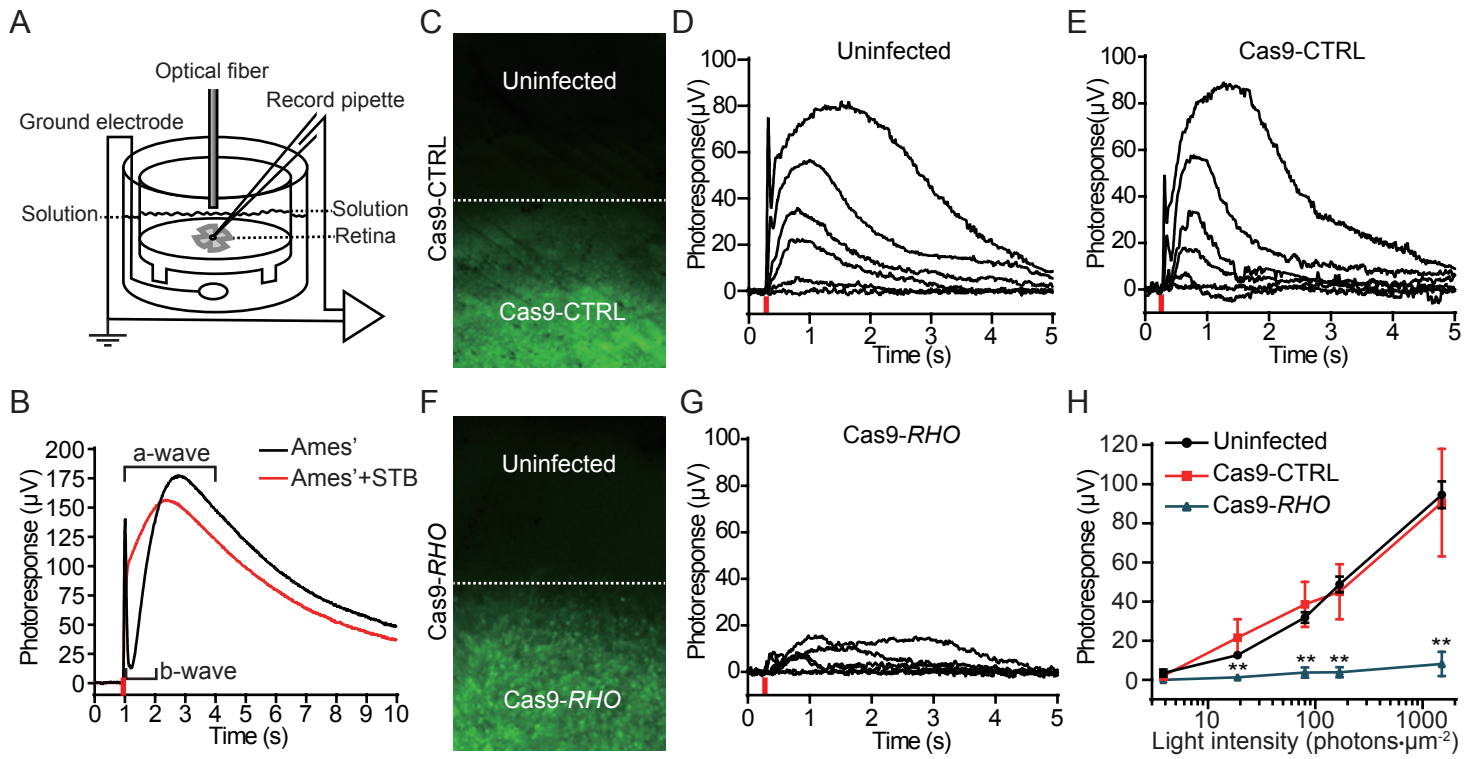 A
Optical fiber
Record pipette
Ground electrode
Solution
Solution
Retina
B
200
175
150
125
100
75
50
25
0
Photoresponse (µV)
a-wave
b-wave
Ames’
Ames’+STB
0 1 2 3 4 5 6 7 8 9 10
Time (s)
C
Cas9-CTRL
Uninfected
Cas9-CTRL
D
Uninfected
100
80
60
40
20
0
Photoresponse(µV)
0 1 2 3 4 5
Time (s)
E
Cas9-CTRL
100
80
60
40
20
0
Photoresponse(µV)
0 1 2 3 4 5
Time (s)
F
Cas9-RHO
Uninfected
Cas9-RHO
G
Cas9-RHO
100
80
60
40
20
0
Photoresponse (µV)
0 1 2 3 4 5
Time (s)
H
Uninfected
Cas9-CTRL
Cas9-RHO
120
100
80
60
40
20
0
Photoresponse (µV)
** ** ** **
10 100 1000
Light intensity (photons·µm-2)